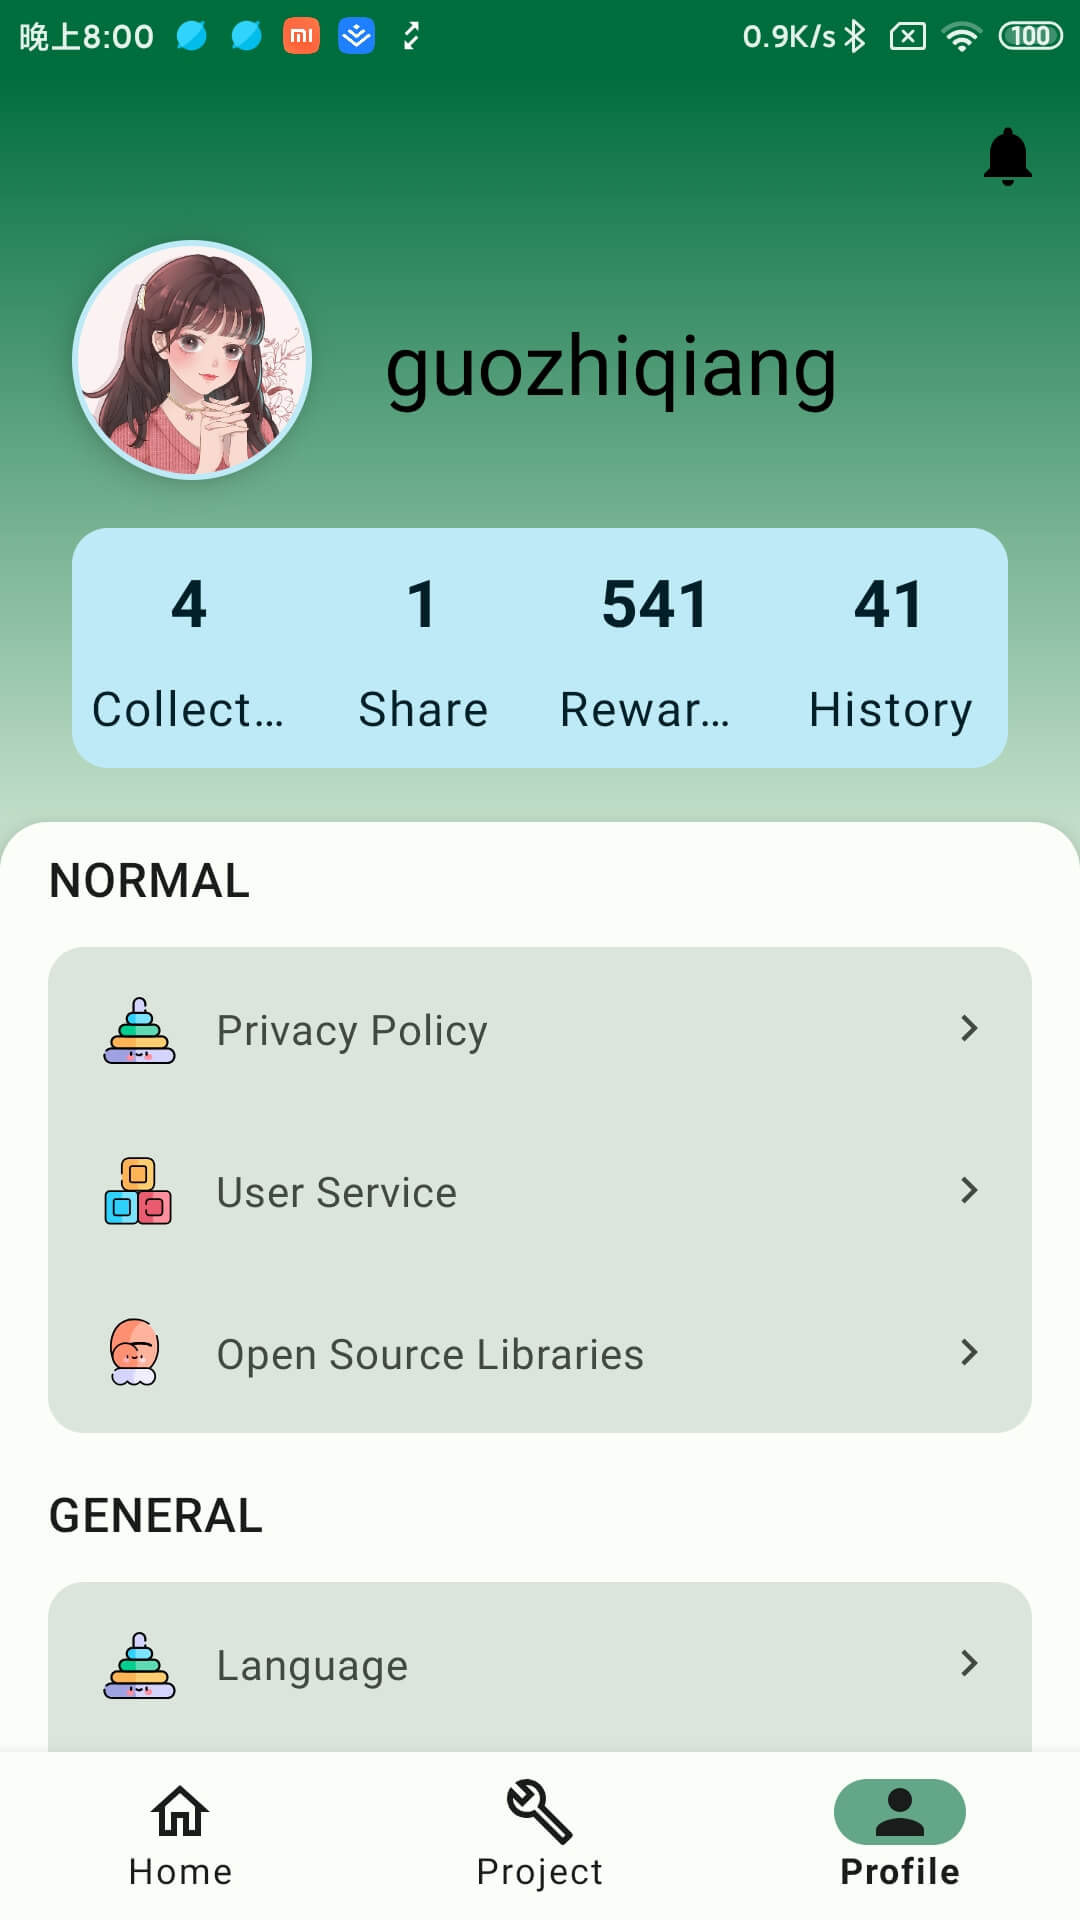 晚上8:00 mi 0.9K/s 100
guozhiqiang
4 1 541 41
Collect... Share Rewar... History
NORMAL
Privacy Policy
User Service
Open Source Libraries
GENERAL
Language
Home Project Profile